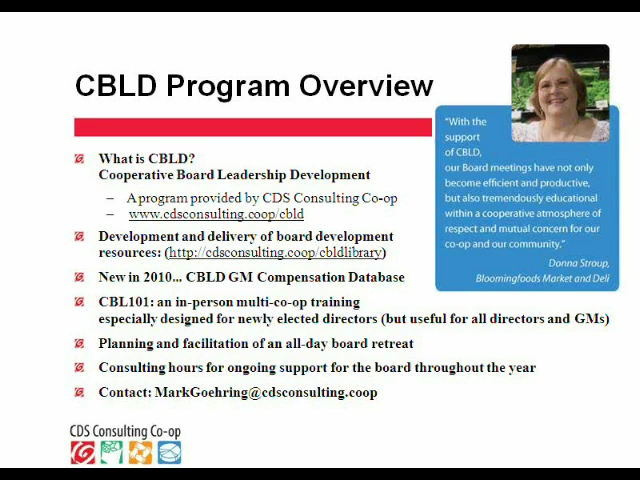 CBLD Program Overview
What is CBLD?
Cooperative Board Leadership Development
– A program provided by CDS Consulting Co-op
– www.cdsconsulting.coop/cbld
Development and delivery of board development
resources: (http://cdsconsulting.coop/cbldlibrary)
New in 2010... CBLD GM Compensation Database
CBL101: an in-person multi-co-op training
especially designed for newly elected directors (but useful for all directors and GMs)
Planning and facilitation of an all-day board retreat
Consulting hours for ongoing support for the board throughout the year
Contact: MarkGoehring@cdsconsulting.coop
"With the
support
of CBLD,
our Board meetings have not only
become efficient and productive,
but also tremendously educational
within a cooperative atmosphere of
respect and mutual concern for our
co-op and our community."
Donna Stroup,
Bloomingfoods Market and Deli
CDS Consulting Co-op